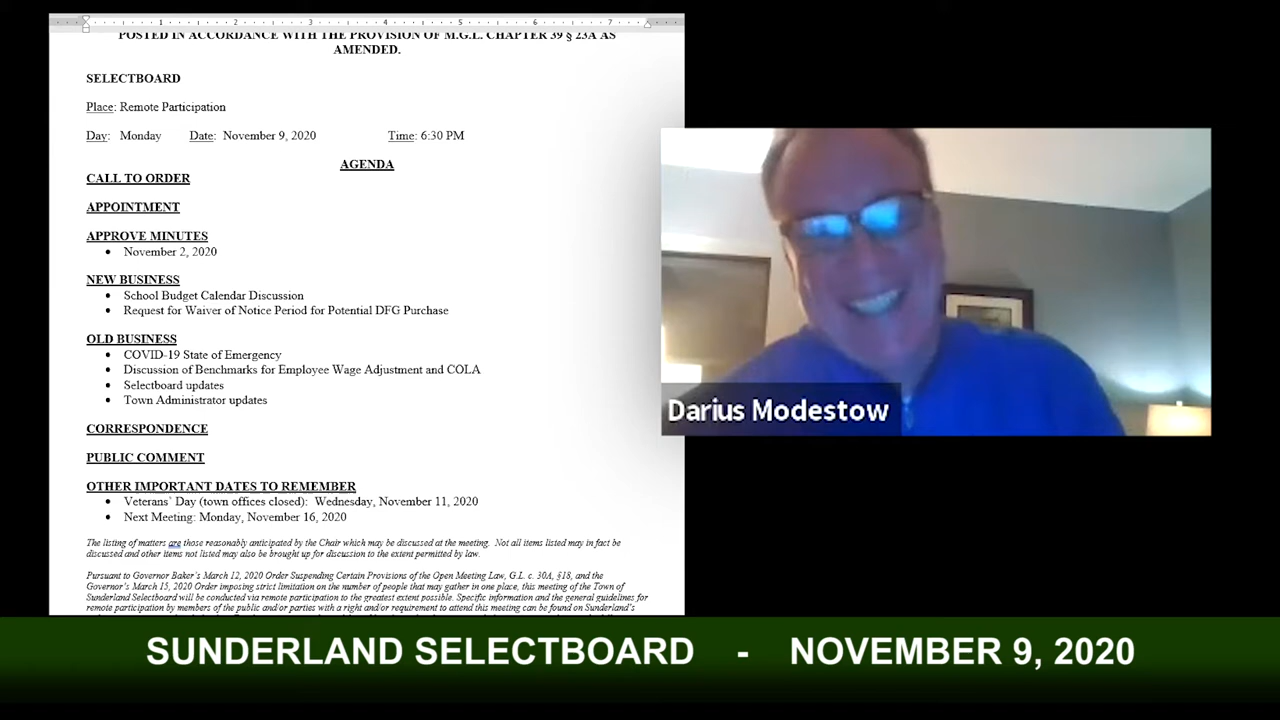 POSTED IN ACCORDANCE WITH THE PROVISION OF M.G.L. CHAPTER 39 § 23A AS
AMENDED.
SELECTBOARD
Place: Remote Participation
Day: Monday Date: November 9, 2020 Time: 6:30 PM
AGENDA
CALL TO ORDER
APPOINTMENT
APPROVE MINUTES
• November 2, 2020
NEW BUSINESS
• School Budget Calendar Discussion
• Request for Waiver of Notice Period for Potential DFG Purchase
OLD BUSINESS
• COVID-19 State of Emergency
• Discussion of Benchmarks for Employee Wage Adjustment and COLA
• Selectboard updates
• Town Administrator updates
CORRESPONDENCE
PUBLIC COMMENT
OTHER IMPORTANT DATES TO REMEMBER
• Veterans' Day (town offices closed): Wednesday, November 11, 2020
• Next Meeting: Monday, November 16, 2020
The listing of matters are those reasonably anticipated by the Chair which may be discussed at the meeting. Not all items listed may in fact be
discussed and other items not listed may also be brought up for discussion to the extent permitted by law.
Pursuant to Governor Baker's March 12, 2020 Order Suspending Certain Provisions of the Open Meeting Law, G.L. c. 30A, §18, and the
Governor's March 15, 2020 Order imposing strict limitation on the number of people that may gather in one place, this meeting of the Town of
Sunderland Selectboard will be conducted via remote participation to the greatest extent possible. Specific information and the general guidelines for
remote participation by members of the public and/or parties with a right and/or requirement to attend this meeting can be found on Sunderland's
Darius Modestow
SUNDERLAND SELECTBOARD - NOVEMBER 9, 2020